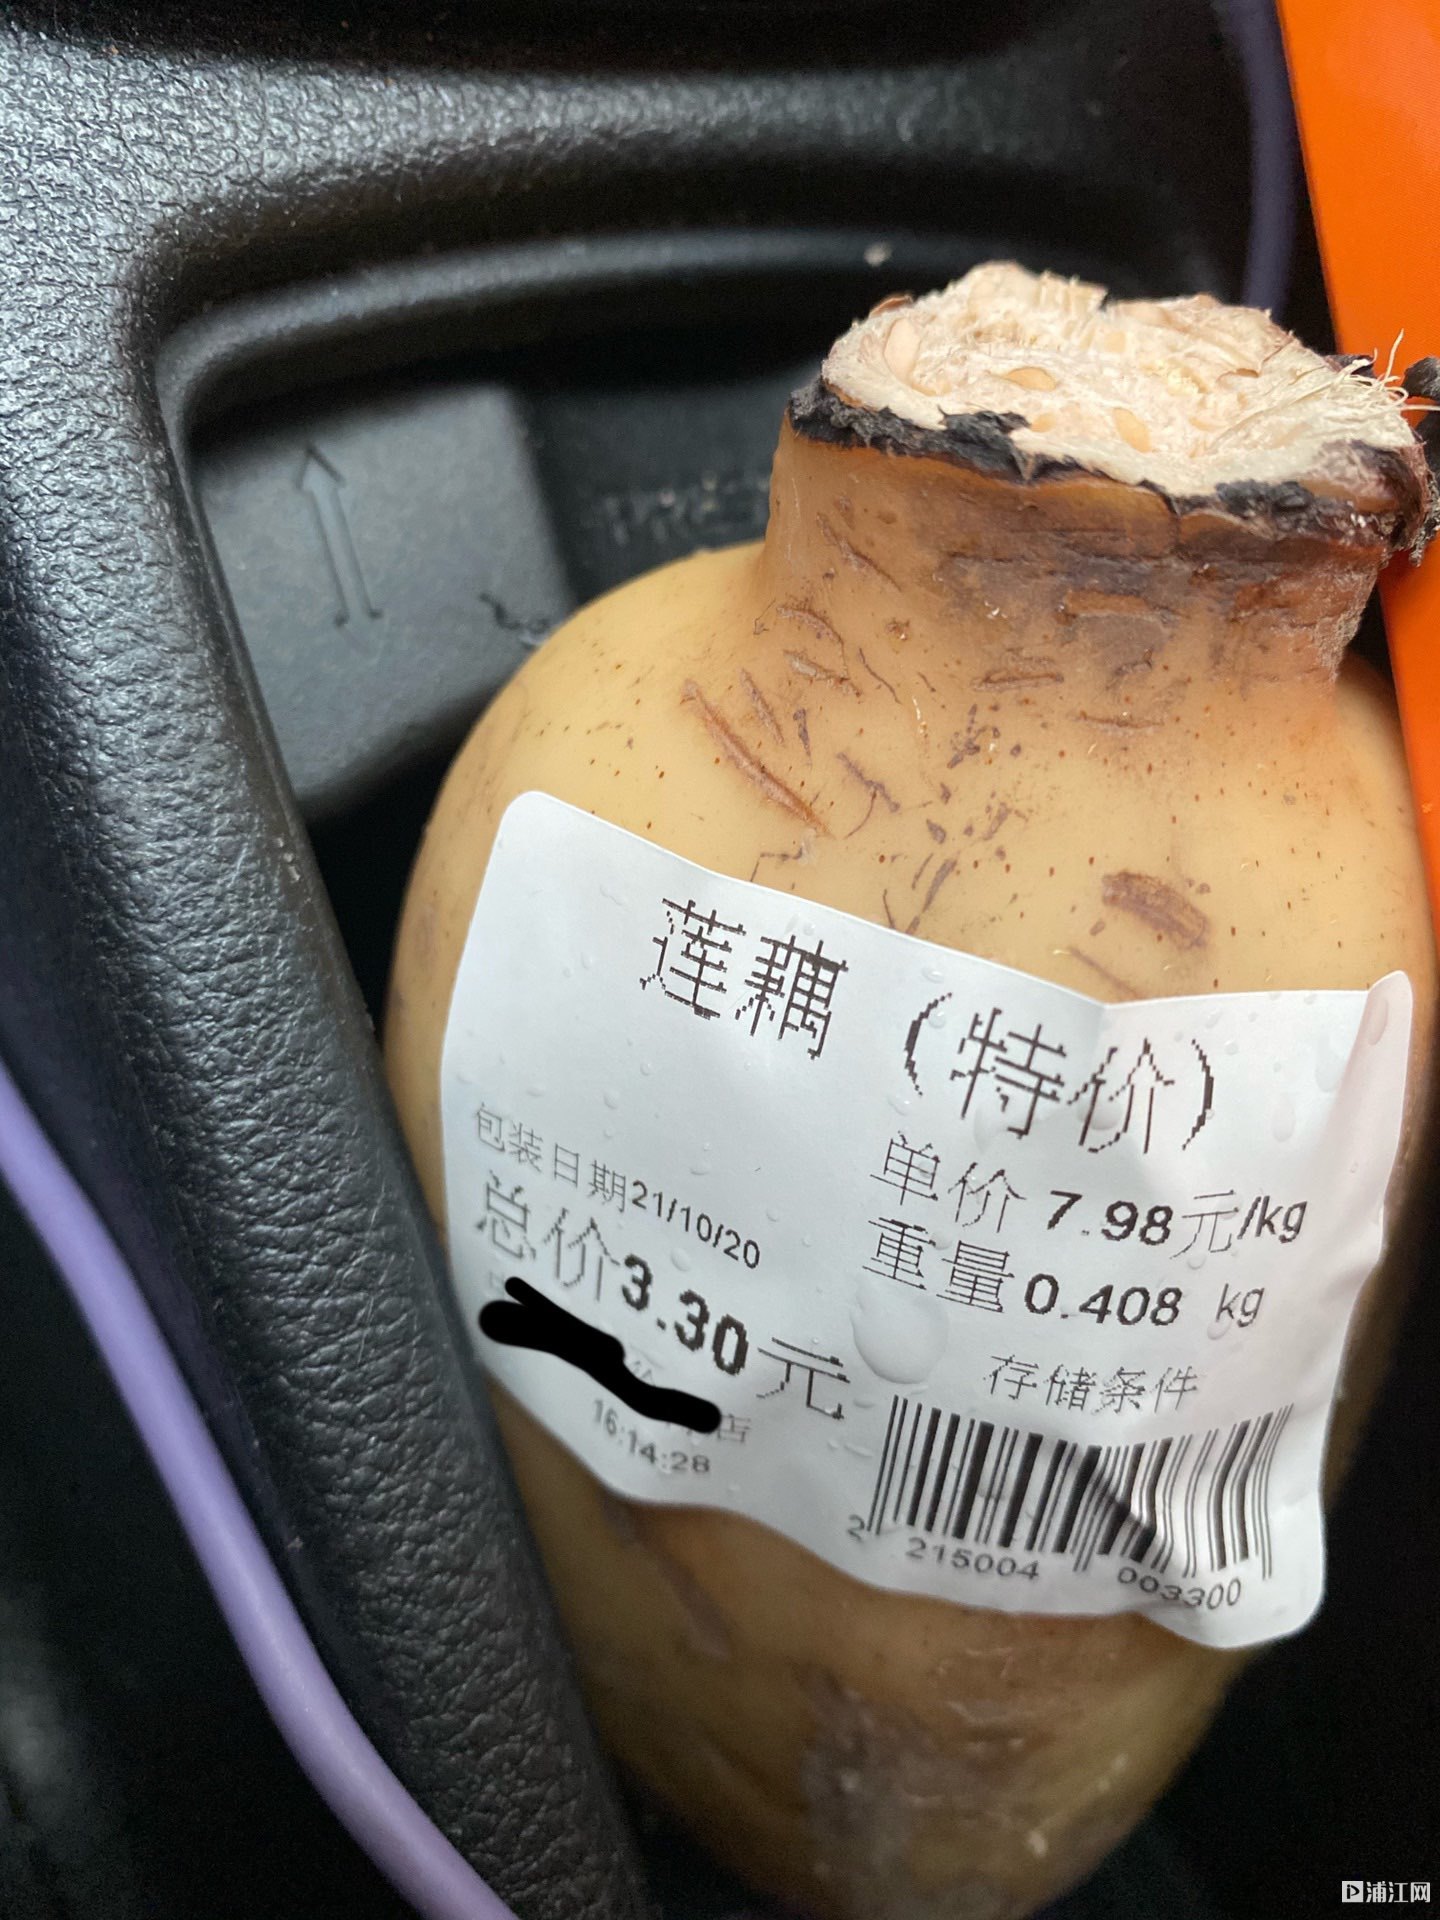 莲藕（特价）
包装日期21/10/20
单价 7.98元/kg
总价3.30元
重量0.408 kg
存储条件
店
16:14:28
2 215004 003300
浦江网